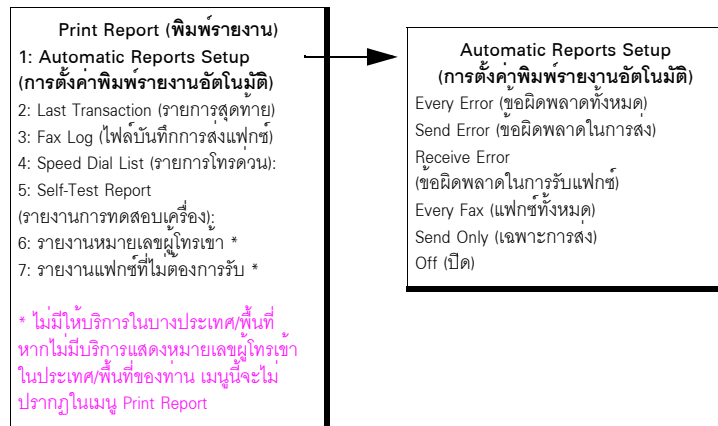 Print Report (พิมพ์รายงาน)
1: Automatic Reports Setup
(การตั้งค่าพิมพ์รายงานอัตโนมัติ)
2: Last Transaction (รายการสุดท้าย)
3: Fax Log (ไฟล์บันทึกการส่งแฟกซ์)
4: Speed Dial List (รายการโทรด่วน):
5: Self-Test Report
(รายงานการทดสอบเครื่อง):
6: รายงานหมายเลขผู้โทรเข้า *
7: รายงานแฟกซ์ที่ไม่ต้องการรับ *
* ไม่มีให้บริการในบางประเทศ/พื้นที่
หากไม่มีบริการแสดงหมายเลขผู้โทรเข้า
ในประเทศ/พื้นที่ของท่าน เมนูนี้จะไม่
ปรากฏในเมนู Print Report
Automatic Reports Setup
(การตั้งค่าพิมพ์รายงานอัตโนมัติ)
Every Error (ข้อผิดพลาดทั้งหมด)
Send Error (ข้อผิดพลาดในการส่ง)
Receive Error
(ข้อผิดพลาดในการรับแฟกซ์)
Every Fax (แฟกซ์ทั้งหมด)
Send Only (เฉพาะการส่ง)
Off (ปิด)